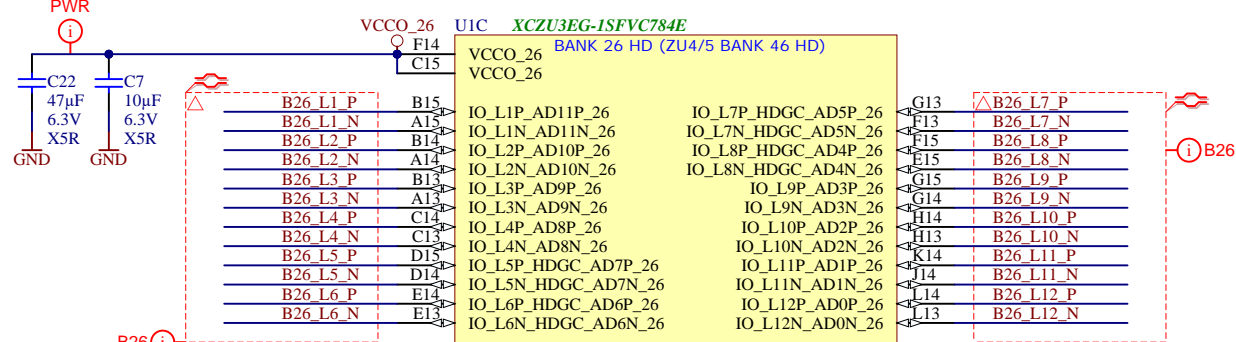 PWR
i
VCCO_26 U1C XCZU3EG-1SFVC784E
BANK 26 HD (ZU4/5 BANK 46 HD)
F14 VCCO_26
C15 VCCO_26
C22
47µF
6.3V
X5R
GND
C7
10µF
6.3V
X5R
GND
B26_L1_P B15 IO_L1P_AD11P_26 IO_L7P_HDGC_AD5P_26 G13 B26_L7_P
B26_L1_N A15 IO_L1N_AD11N_26 IO_L7N_HDGC_AD5N_26 F13 B26_L7_N
B26_L2_P B14 IO_L2P_AD10P_26 IO_L8P_HDGC_AD4P_26 F15 B26_L8_P
B26_L2_N A14 IO_L2N_AD10N_26 IO_L8N_HDGC_AD4N_26 E15 B26_L8_N
B26_L3_P B13 IO_L3P_AD9P_26 IO_L9P_AD3P_26 G15 B26_L9_P
B26_L3_N A13 IO_L3N_AD9N_26 IO_L9N_AD3N_26 G14 B26_L9_N
B26_L4_P C14 IO_L4P_AD8P_26 IO_L10P_AD2P_26 H14 B26_L10_P
B26_L4_N C13 IO_L4N_AD8N_26 IO_L10N_AD2N_26 H13 B26_L10_N
B26_L5_P D15 IO_L5P_HDGC_AD7P_26 IO_L11P_AD1P_26 K14 B26_L11_P
B26_L5_N D14 IO_L5N_HDGC_AD7N_26 IO_L11N_AD1N_26 J14 B26_L11_N
B26_L6_P E14 IO_L6P_HDGC_AD6P_26 IO_L12P_AD0P_26 L14 B26_L12_P
B26_L6_N E13 IO_L6N_HDGC_AD6N_26 IO_L12N_AD0N_26 L13 B26_L12_N
i B26
B26 i